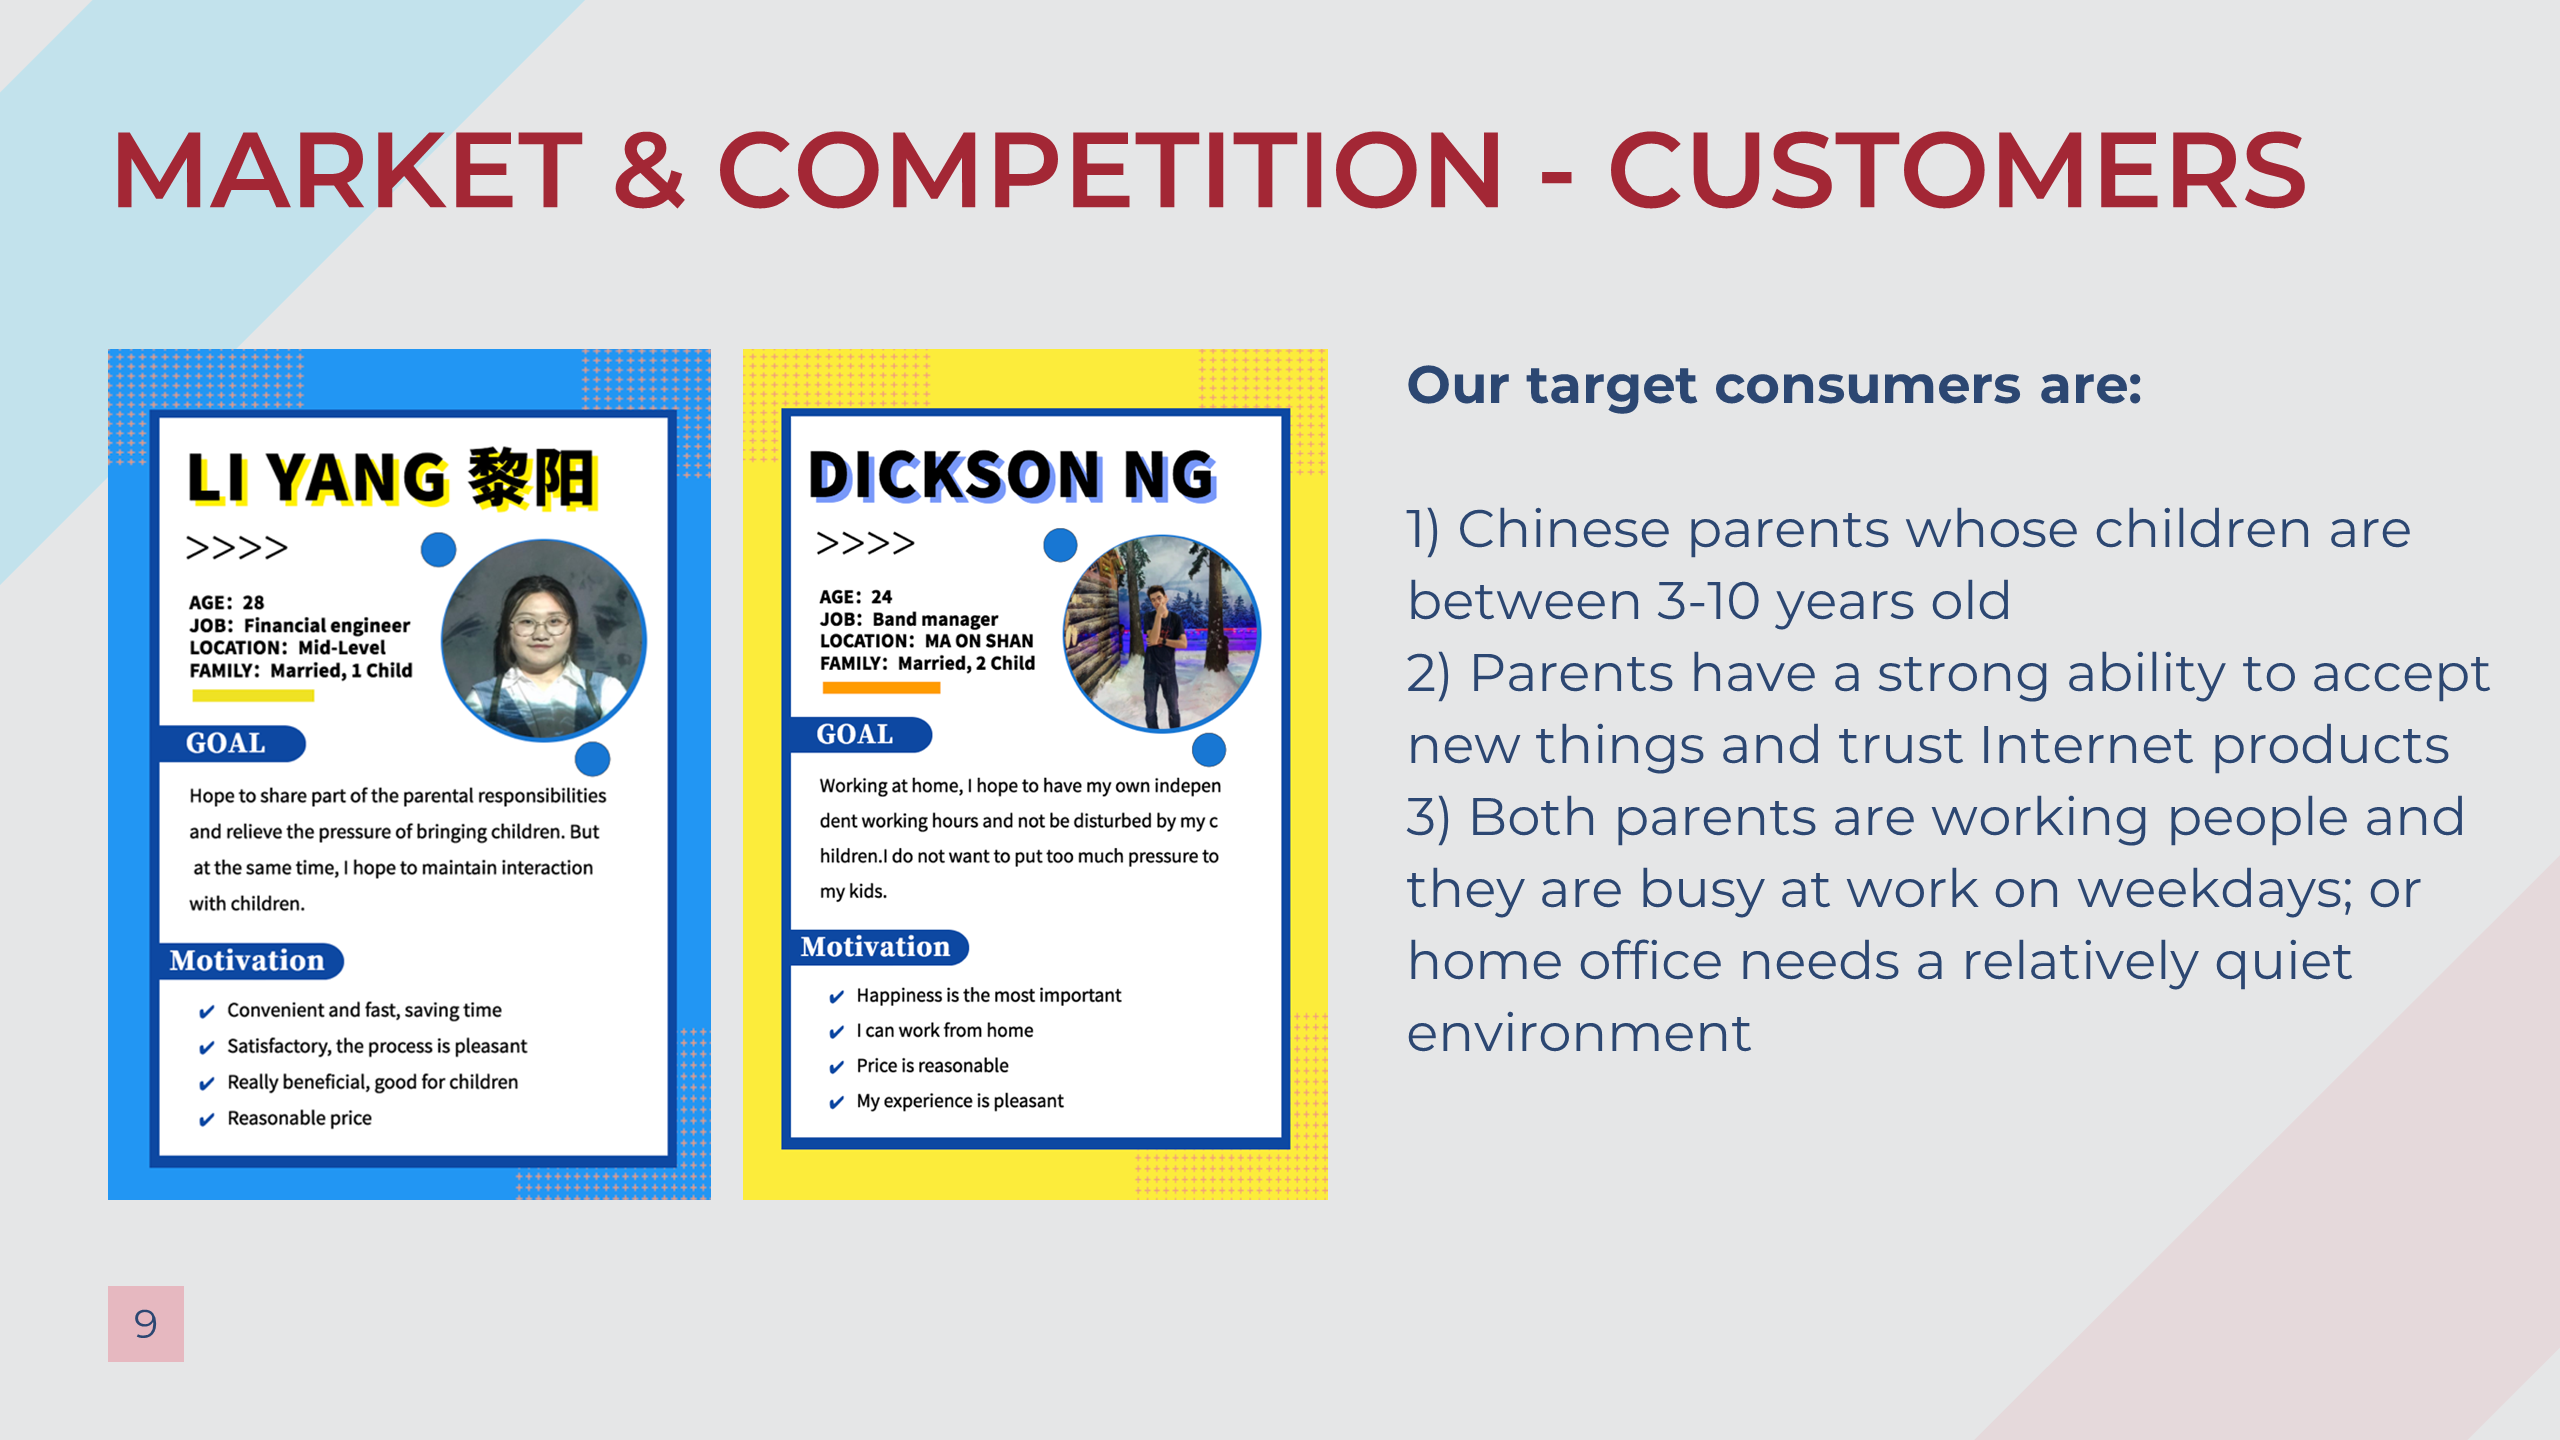 MARKET & COMPETITION - CUSTOMERS
LI YANG 黎阳
>>>>
AGE: 28
JOB: Financial engineer
LOCATION: Mid-Level
FAMILY: Married, 1 Child
GOAL
Hope to share part of the parental responsibilities
and relieve the pressure of bringing children. But
at the same time, I hope to maintain interaction
with children.
Motivation
✔ Convenient and fast, saving time
✔ Satisfactory, the process is pleasant
✔ Really beneficial, good for children
✔ Reasonable price
DICKSON NG
>>>>
AGE: 24
JOB: Band manager
LOCATION: MA ON SHAN
FAMILY: Married, 2 Child
GOAL
Working at home, I hope to have my own indepen
dent working hours and not be disturbed by my c
hildren.I do not want to put too much pressure to
my kids.
Motivation
✔ Happiness is the most important
✔ I can work from home
✔ Price is reasonable
✔ My experience is pleasant
Our target consumers are:
1) Chinese parents whose children are
between 3-10 years old
2) Parents have a strong ability to accept
new things and trust Internet products
3) Both parents are working people and
they are busy at work on weekdays; or
home office needs a relatively quiet
environment
9